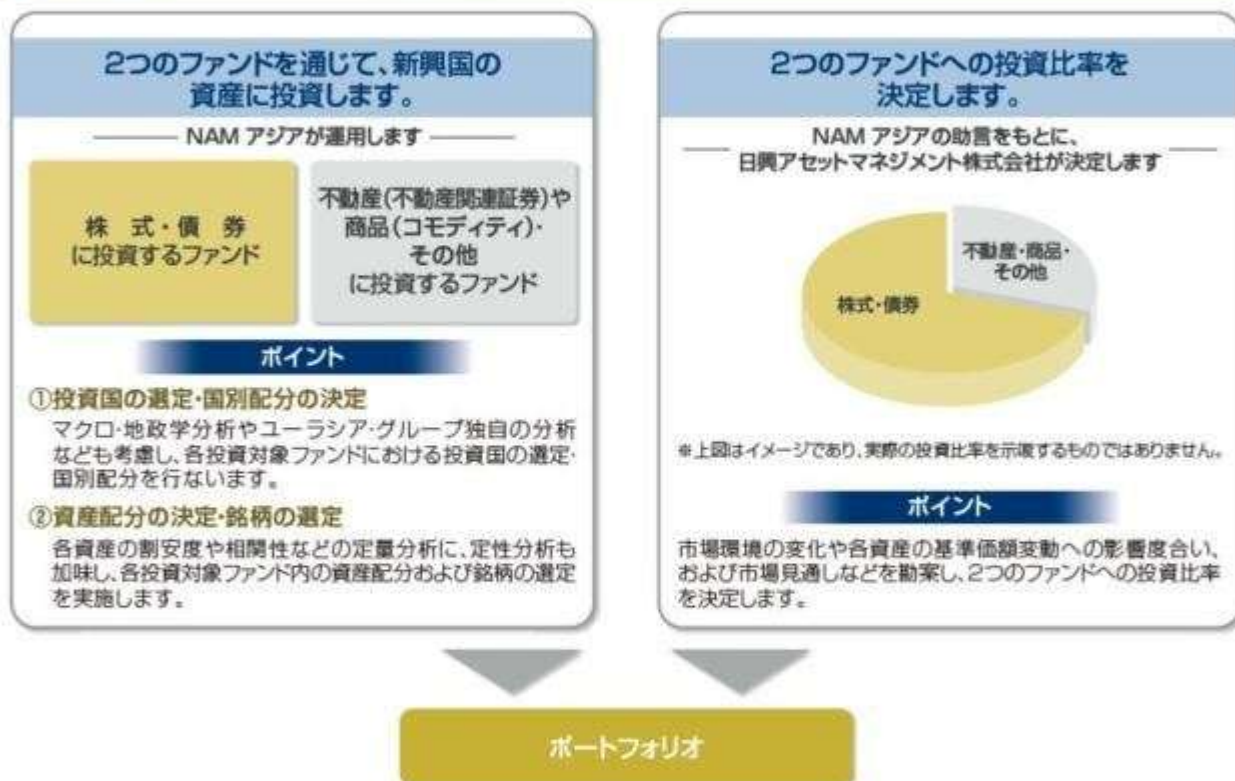 2つのファンドを通じて、新興国の
資産に投資します。
NAM アジアが運用します
株 式・債 券
に投資するファンド
不動産(不動産関連証券)や
商品(コモディティ)・
その他
に投資するファンド
ポイント
①投資国の選定・国別配分の決定
マクロ・地政学分析やユーラシア・グループ独自の分析
なども考慮し、各投資対象ファンドにおける投資国の選定・
国別配分を行ないます。
②資産配分の決定・銘柄の選定
各資産の割安度や相関性などの定量分析に、定性分析も
加味し、各投資対象ファンド内の資産配分および銘柄の選定
を実施します。
2つのファンドへの投資比率を
決定します。
NAM アジアの助言をもとに、
日興アセットマネジメント株式会社が決定します
不動産・商品・
その他
株式・債券
※上図はイメージであり、実際の投資比率を示唆するものではありません。
ポイント
市場環境の変化や各資産の基準価額変動への影響度合い、
および市場見通しなどを勘案し、2つのファンドへの投資比率
を決定します。
ポートフォリオ